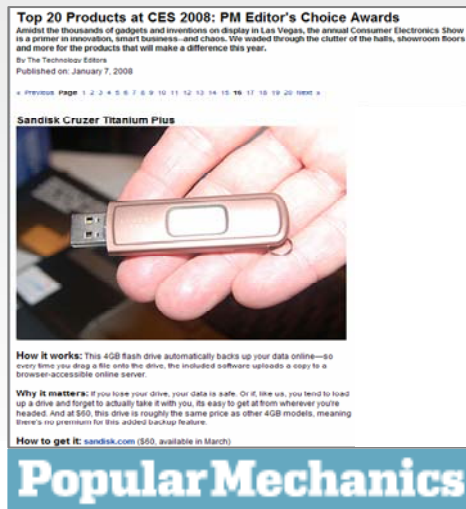 Top 20 Products at CES 2008: PM Editor's Choice Awards
Amidst the thousands of gadgets and inventions on display in Las Vegas, the annual Consumer Electronics Show
is a primer in innovation, smart business--and chaos. We waded through the clutter of the halls, showroom floors
and more for the products that will make a difference this year.
By The Technology Editors
Published on: January 7, 2008
« Previous Page 1 2 3 4 5 6 7 8 9 10 11 12 13 14 15 16 17 18 19 20 Next »
Sandisk Cruzer Titanium Plus
How it works: This 4GB flash drive automatically backs up your data online—so
every time you drag a file onto the drive, the included software uploads a copy to a
browser-accessible online server.
Why it matters: If you lose your drive, your data is safe. Or if, like us, you tend to load
up a drive and forget to actually take it with you, its easy to get at from wherever you're
headed. And at $60, this drive is roughly the same price as other 4GB models, meaning
there's no premium for this added backup feature.
How to get it: sandisk.com ($60, available in March)
Popular Mechanics